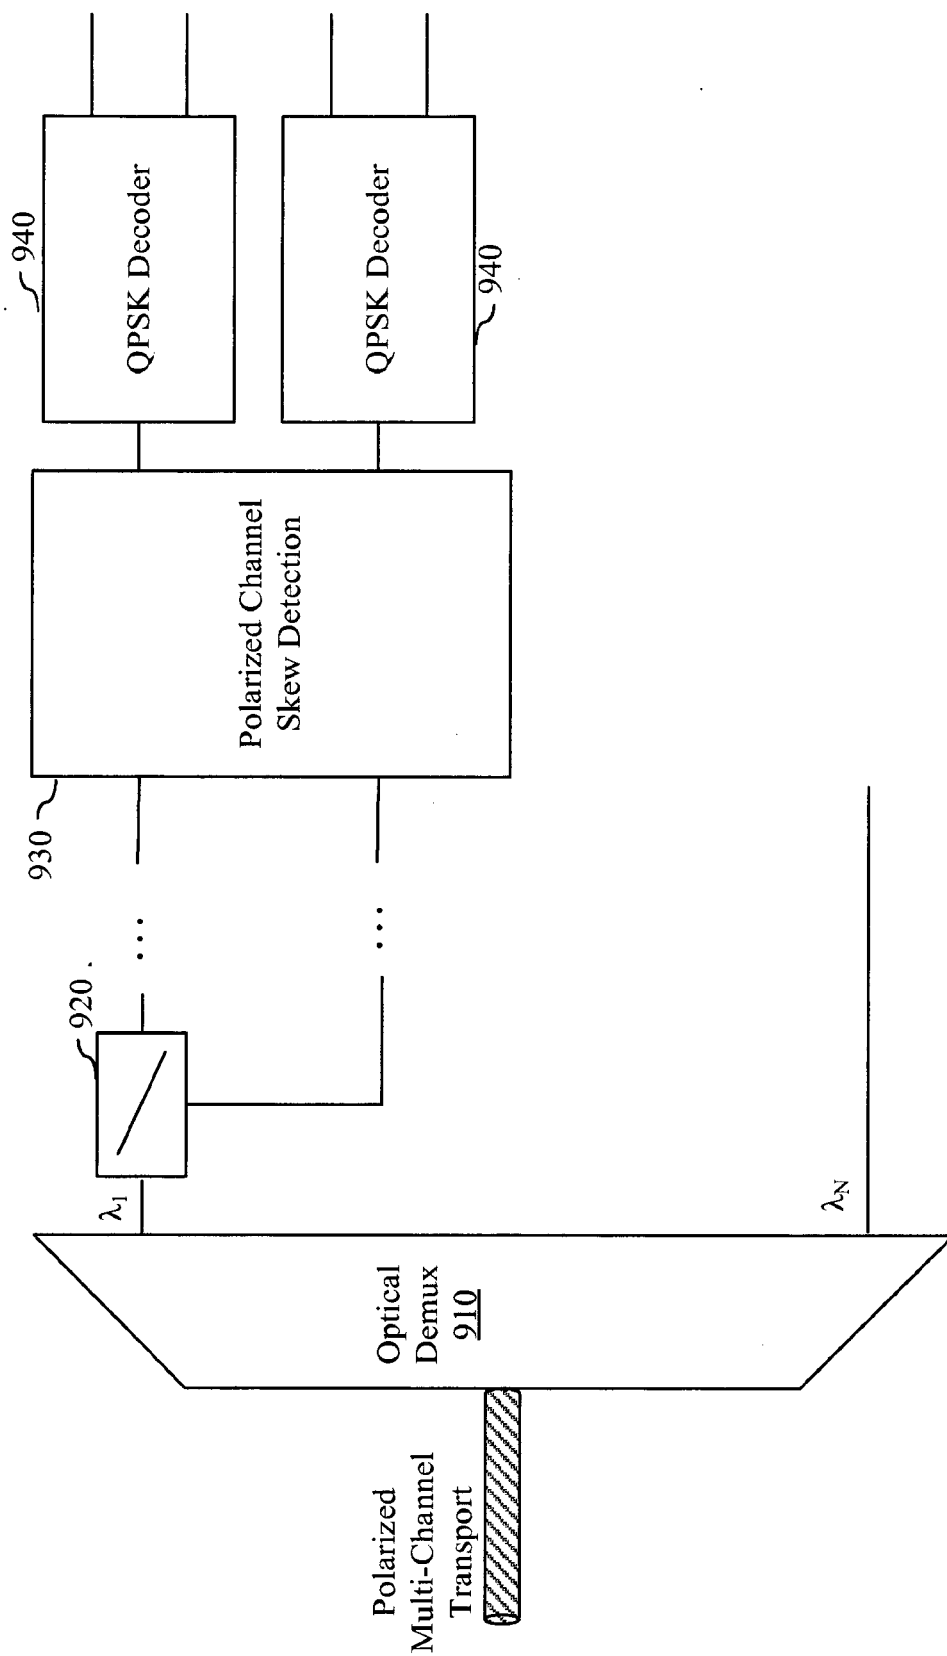 Polarized
Multi-Channel
Transport
Optical
Demux
910
λ1
λN
920
...
...
930
Polarized Channel
Skew Detection
940
QPSK Decoder
QPSK Decoder
940